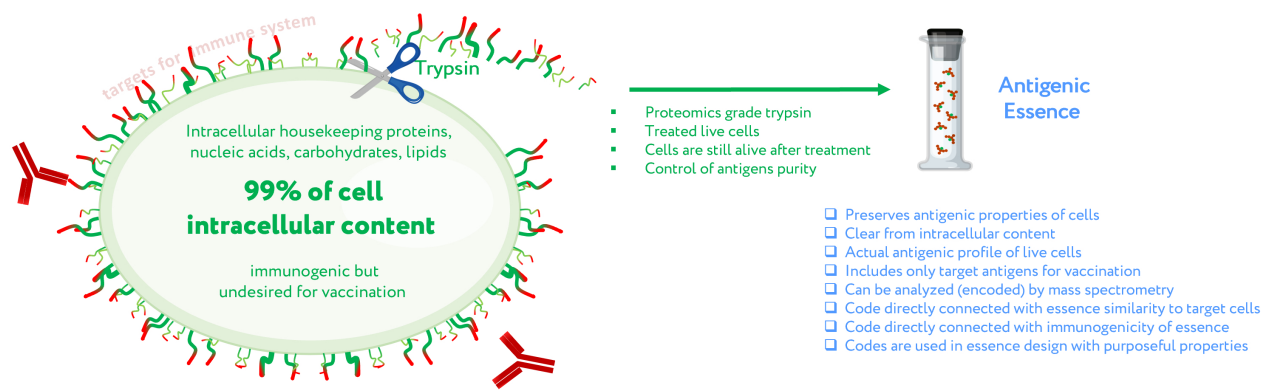 targets for immune system
Trypsin
Intracellular housekeeping proteins,
nucleic acids, carbohydrates, lipids
99% of cell
intracellular content
immunogenic but
undesired for vaccination
Proteomics grade trypsin
Treated live cells
Cells are still alive after treatment
Control of antigens purity
Antigenic
Essence
Preserves antigenic properties of cells
Clear from intracellular content
Actual antigenic profile of live cells
Includes only target antigens for vaccination
Can be analyzed (encoded) by mass spectrometry
Code directly connected with essence similarity to target cells
Code directly connected with immunogenicity of essence
Codes are used in essence design with purposeful properties